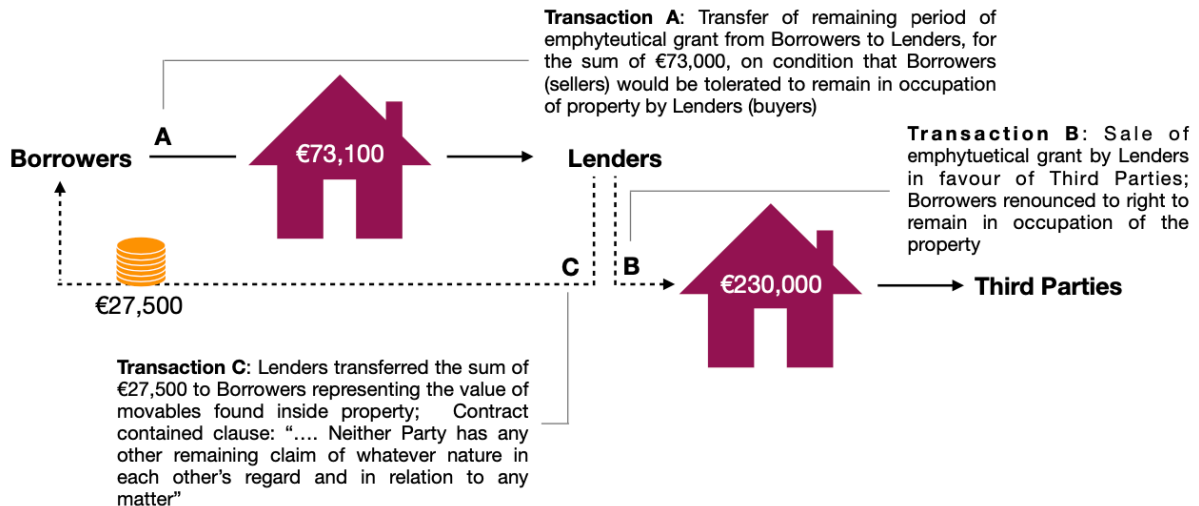 Transaction A: Transfer of remaining period of
emphyteutical grant from Borrowers to Lenders, for
the sum of €73,000, on condition that Borrowers
(sellers) would be tolerated to remain in occupation
of property by Lenders (buyers)
A
Borrowers
€73,100
Lenders
Transaction B: Sale of
emphytuetical grant by Lenders
in favour of Third Parties;
Borrowers renounced to right to
remain in occupation of the
property
C
B
€27,500
€230,000
Third Parties
Transaction C: Lenders transferred the sum of
€27,500 to Borrowers representing the value of
movables found inside property; Contract
contained clause: “…. Neither Party has any
other remaining claim of whatever nature in
each other’s regard and in relation to any
matter”